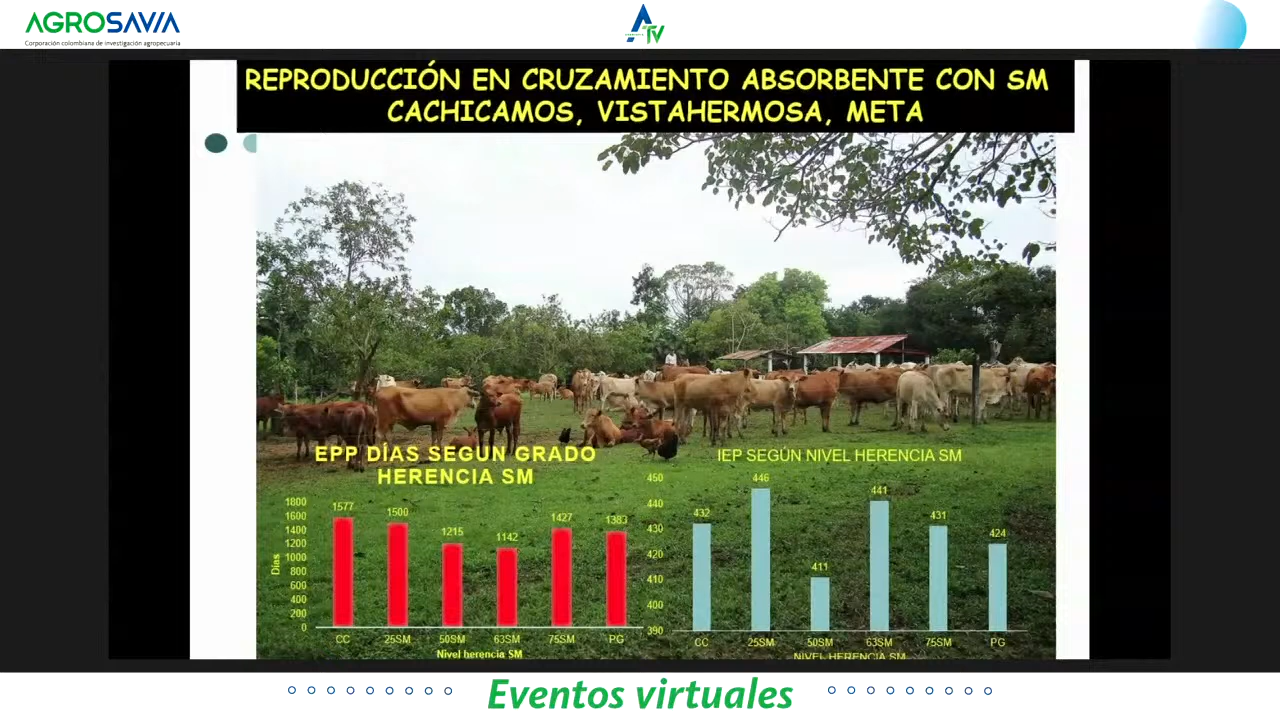 AGROSAVIA
Corporación colombiana de investigación agropecuaria
ATV
REPRODUCCIÓN EN CRUZAMIENTO ABSORBENTE CON SM
CACHICAMOS, VISTAHERMOSA, META
EPP DÍAS SEGUN GRADO
HERENCIA SM
Días
1800
1600
1400
1200
1000
800
600
400
200
0
1577
1500
1215
1142
1427
1383
CC 25SM 50SM 63SM 75SM PG
Nivel herencia SM
IEP SEGÚN NIVEL HERENCIA SM
450
440
430
420
410
400
390
432
446
411
441
431
424
CC 25SM 50SM 63SM 75SM PG
NIVEL HERENCIA SM
Eventos virtuales